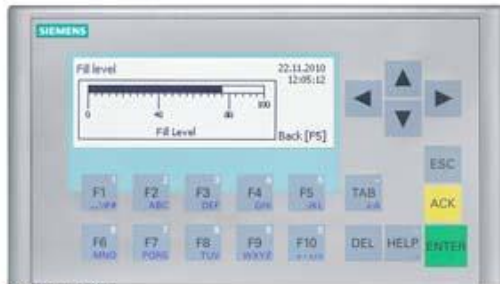 SIEMENS
Fill level
22.11.2010
12:05:12
0 40 80 100
Fill Level
Back [F5]
ESC
F1 F2 F3 F4 F5 TAB
ABC DEF GHI JKL
ACK
F6 F7 F8 F9 F10 DEL HELP ENTER
MNO PQRS TUV WXYZ